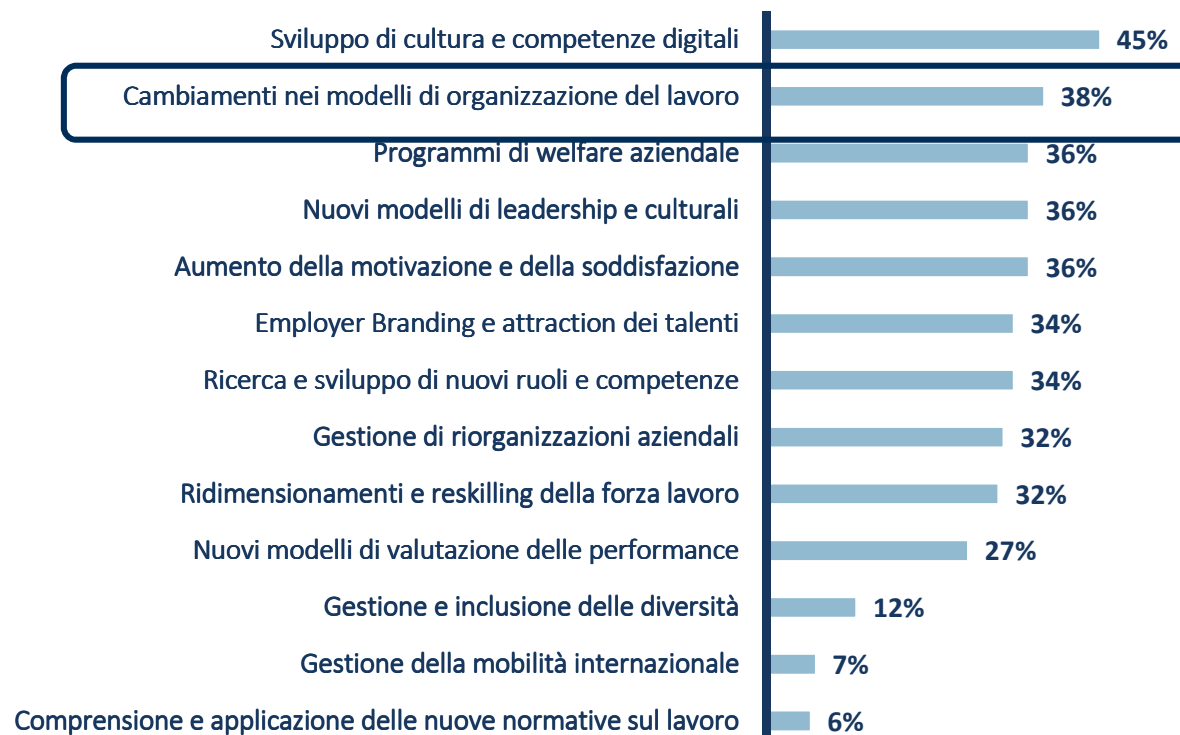 Sviluppo di cultura e competenze digitali 45%
Cambiamenti nei modelli di organizzazione del lavoro 38%
Programmi di welfare aziendale 36%
Nuovi modelli di leadership e culturali 36%
Aumento della motivazione e della soddisfazione 36%
Employer Branding e attraction dei talenti 34%
Ricerca e sviluppo di nuovi ruoli e competenze 34%
Gestione di riorganizzazioni aziendali 32%
Ridimensionamenti e reskilling della forza lavoro 32%
Nuovi modelli di valutazione delle performance 27%
Gestione e inclusione delle diversità 12%
Gestione della mobilità internazionale 7%
Comprensione e applicazione delle nuove normative sul lavoro 6%